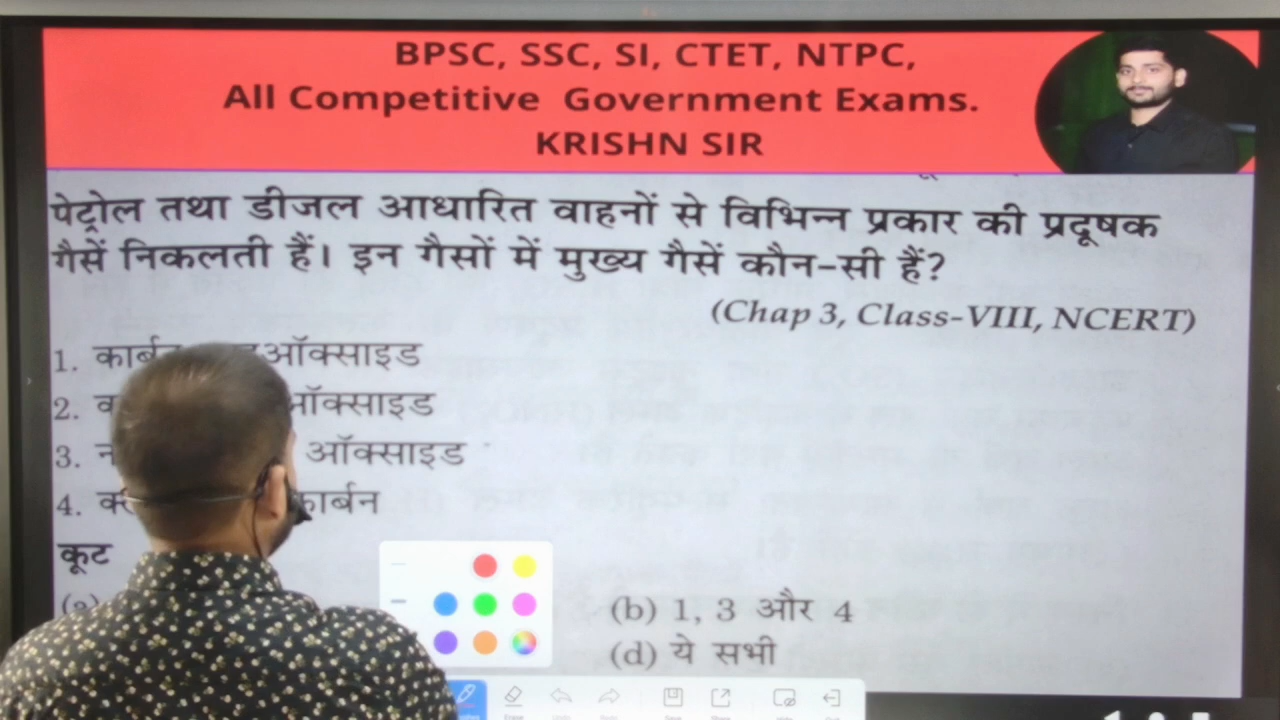 BPSC, SSC, SI, CTET, NTPC,
All Competitive Government Exams.
KRISHN SIR
पेट्रोल तथा डीजल आधारित वाहनों से विभिन्न प्रकार की प्रदूषक
गैसें निकलती हैं। इन गैसों में मुख्य गैसें कौन-सी हैं?
(Chap 3, Class-VIII, NCERT)
1. ऑक्साइड
2. ऑक्साइड
3. ऑक्साइड
4. कार्बन
कूट
(b) 1, 3 और 4
(d) ये सभी